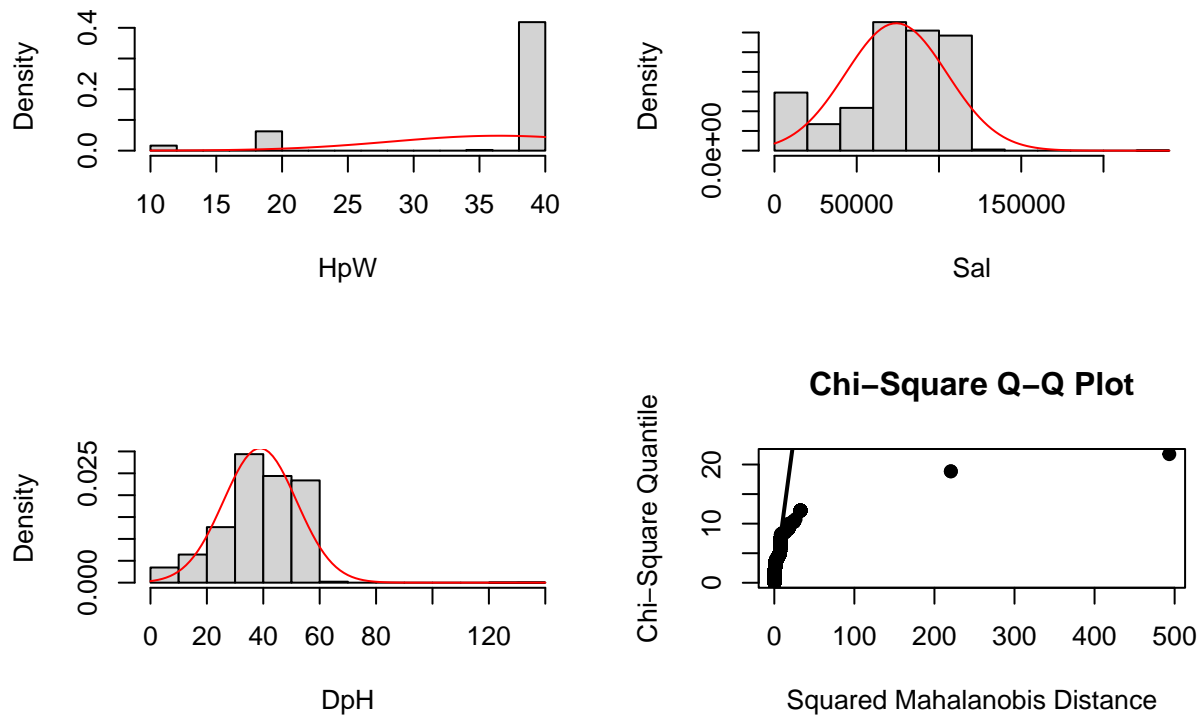 Density
0.0 0.2 0.4
10 15 20 25 30 35 40
HpW
Density
0.0e+00
0 50000 150000
Sal
Density
0.000 0.025
0 20 40 60 80 120
DpH
Chi−Square Q−Q Plot
Chi−Square Quantile
0 10 20
0 100 200 300 400 500
Squared Mahalanobis Distance